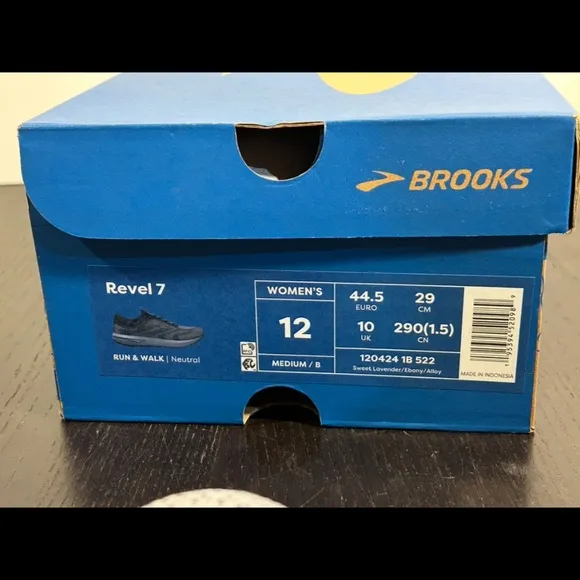 BROOKS
Revel 7
RUN & WALK | Neutral
WOMEN'S
12
MEDIUM / B
44.5
EURO
29
CM
10
UK
290(1.5)
CN
120424 1B 522
Sweet Lavender/Ebony/Alloy
MADE IN INDONESIA